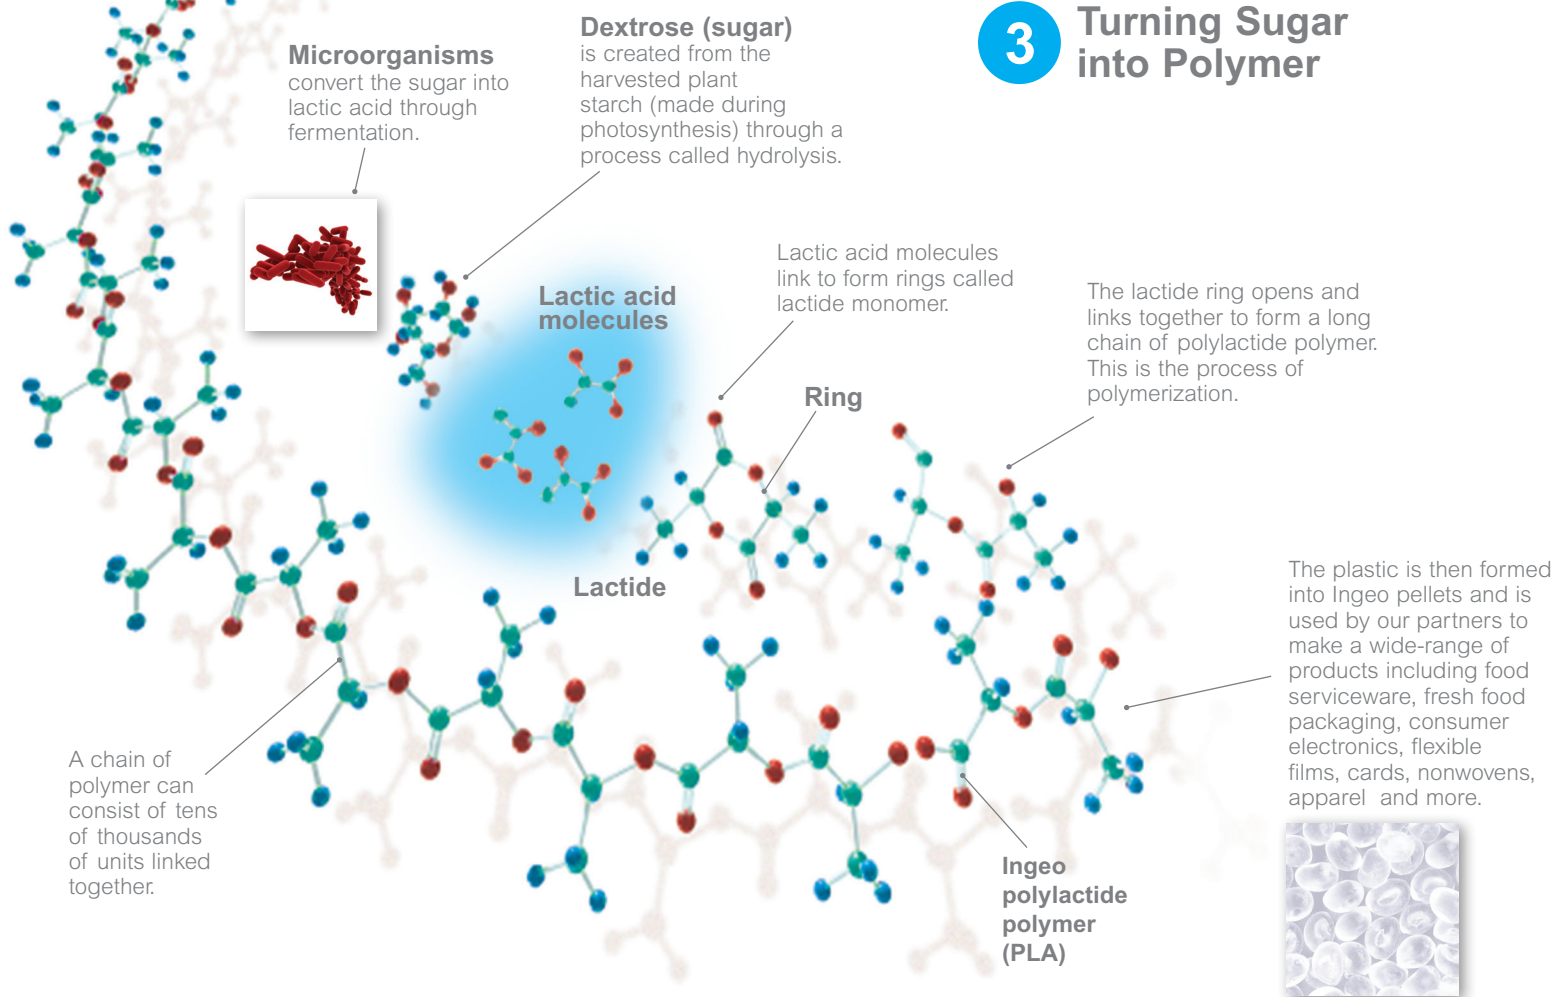 3
Turning Sugar
into Polymer
Microorganisms
convert the sugar into
lactic acid through
fermentation.
Dextrose (sugar)
is created from the
harvested plant
starch (made during
photosynthesis) through a
process called hydrolysis.
Lactic acid
molecules
Lactic acid molecules
link to form rings called
lactide monomer.
Ring
The lactide ring opens and
links together to form a long
chain of polylactide polymer.
This is the process of
polymerization.
Lactide
The plastic is then formed
into Ingeo pellets and is
used by our partners to
make a wide-range of
products including food
serviceware, fresh food
packaging, consumer
electronics, flexible
films, cards, nonwovens,
apparel and more.
A chain of
polymer can
consist of tens
of thousands
of units linked
together.
Ingeo
polylactide
polymer
(PLA)